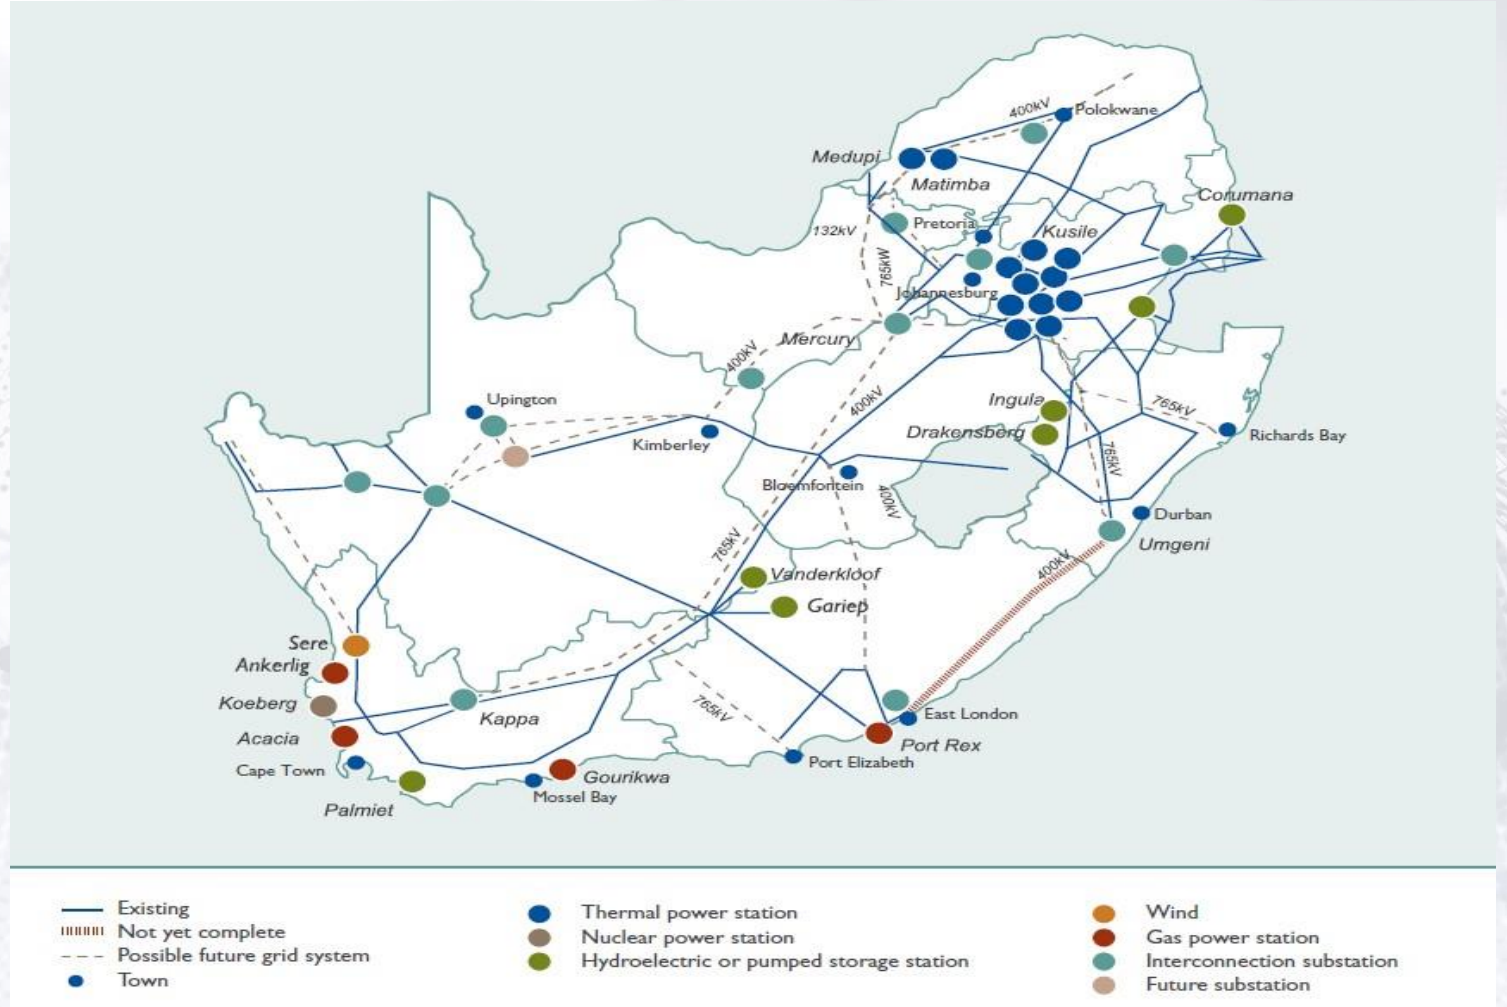 400kV
Polokwane
Medupi
Matimba
Corumana
132kV
Pretoria
Kusile
765kW
Johannesburg
Mercury
400kV
Upington
400kV
Ingula
765kV
Kimberley
Drakensberg
Richards Bay
765kV
Bloemfontein
400kV
Durban
Umgeni
765kV
400kV
Vanderkloof
Gariep
Sere
Ankerlig
Koeberg
Kappa
765kV
East London
Acacia
Port Rex
Cape Town
Port Elizabeth
Gourikwa
Mossel Bay
Palmiet
Existing
Not yet complete
Possible future grid system
Town
Thermal power station
Nuclear power station
Hydroelectric or pumped storage station
Wind
Gas power station
Interconnection substation
Future substation